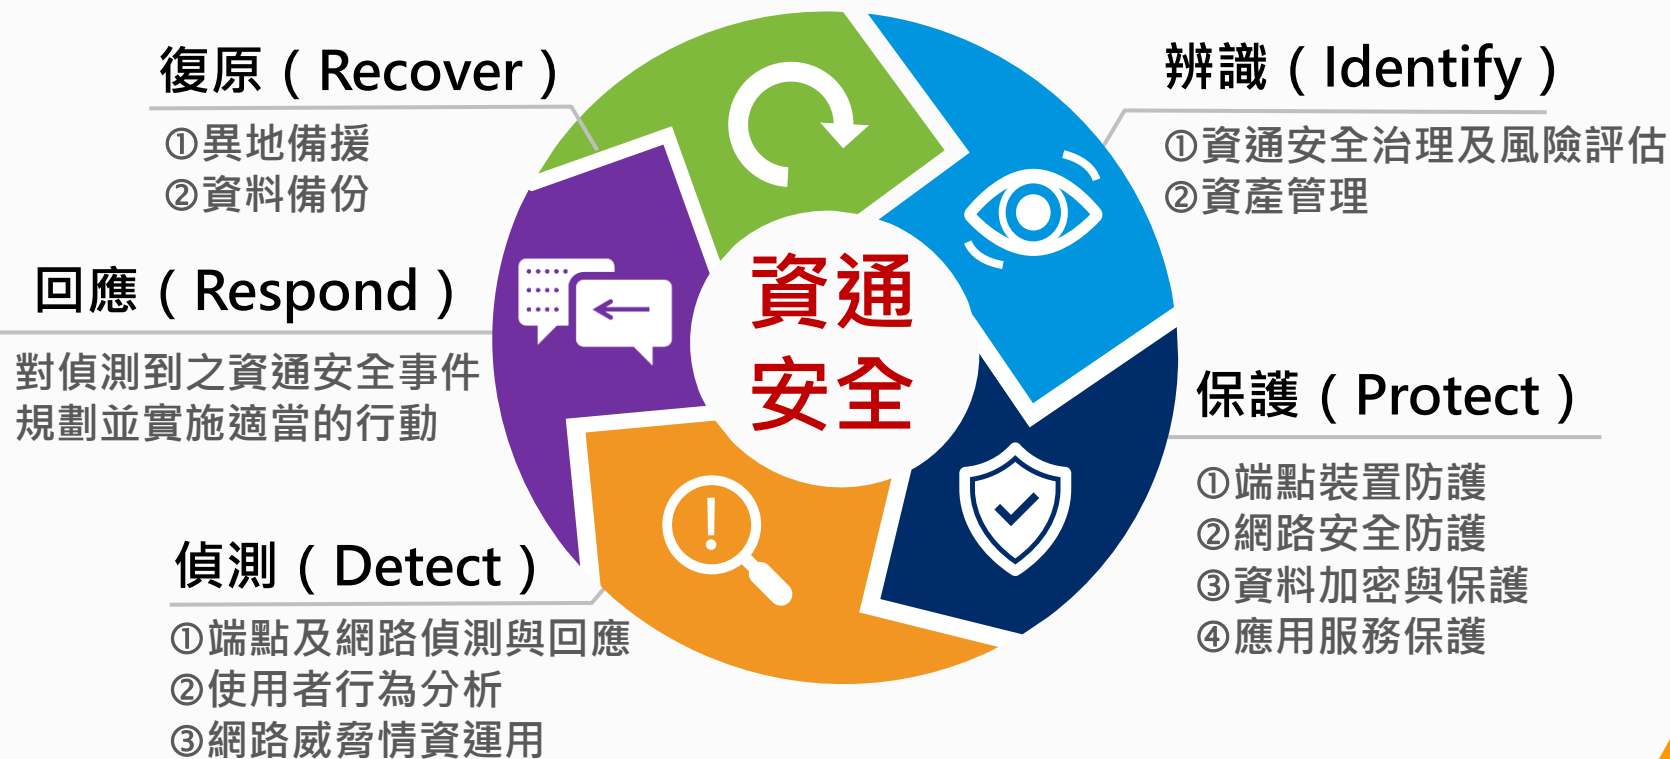 復原（Recover）
①異地備援
②資料備份
辨識（Identify）
①資通安全治理及風險評估
②資產管理
資通
安全
回應（Respond）
對偵測到之資通安全事件
規劃並實施適當的行動
保護（Protect）
①端點裝置防護
②網路安全防護
③資料加密與保護
④應用服務保護
偵測（Detect）
①端點及網路偵測與回應
②使用者行為分析
③網路威脅情資運用